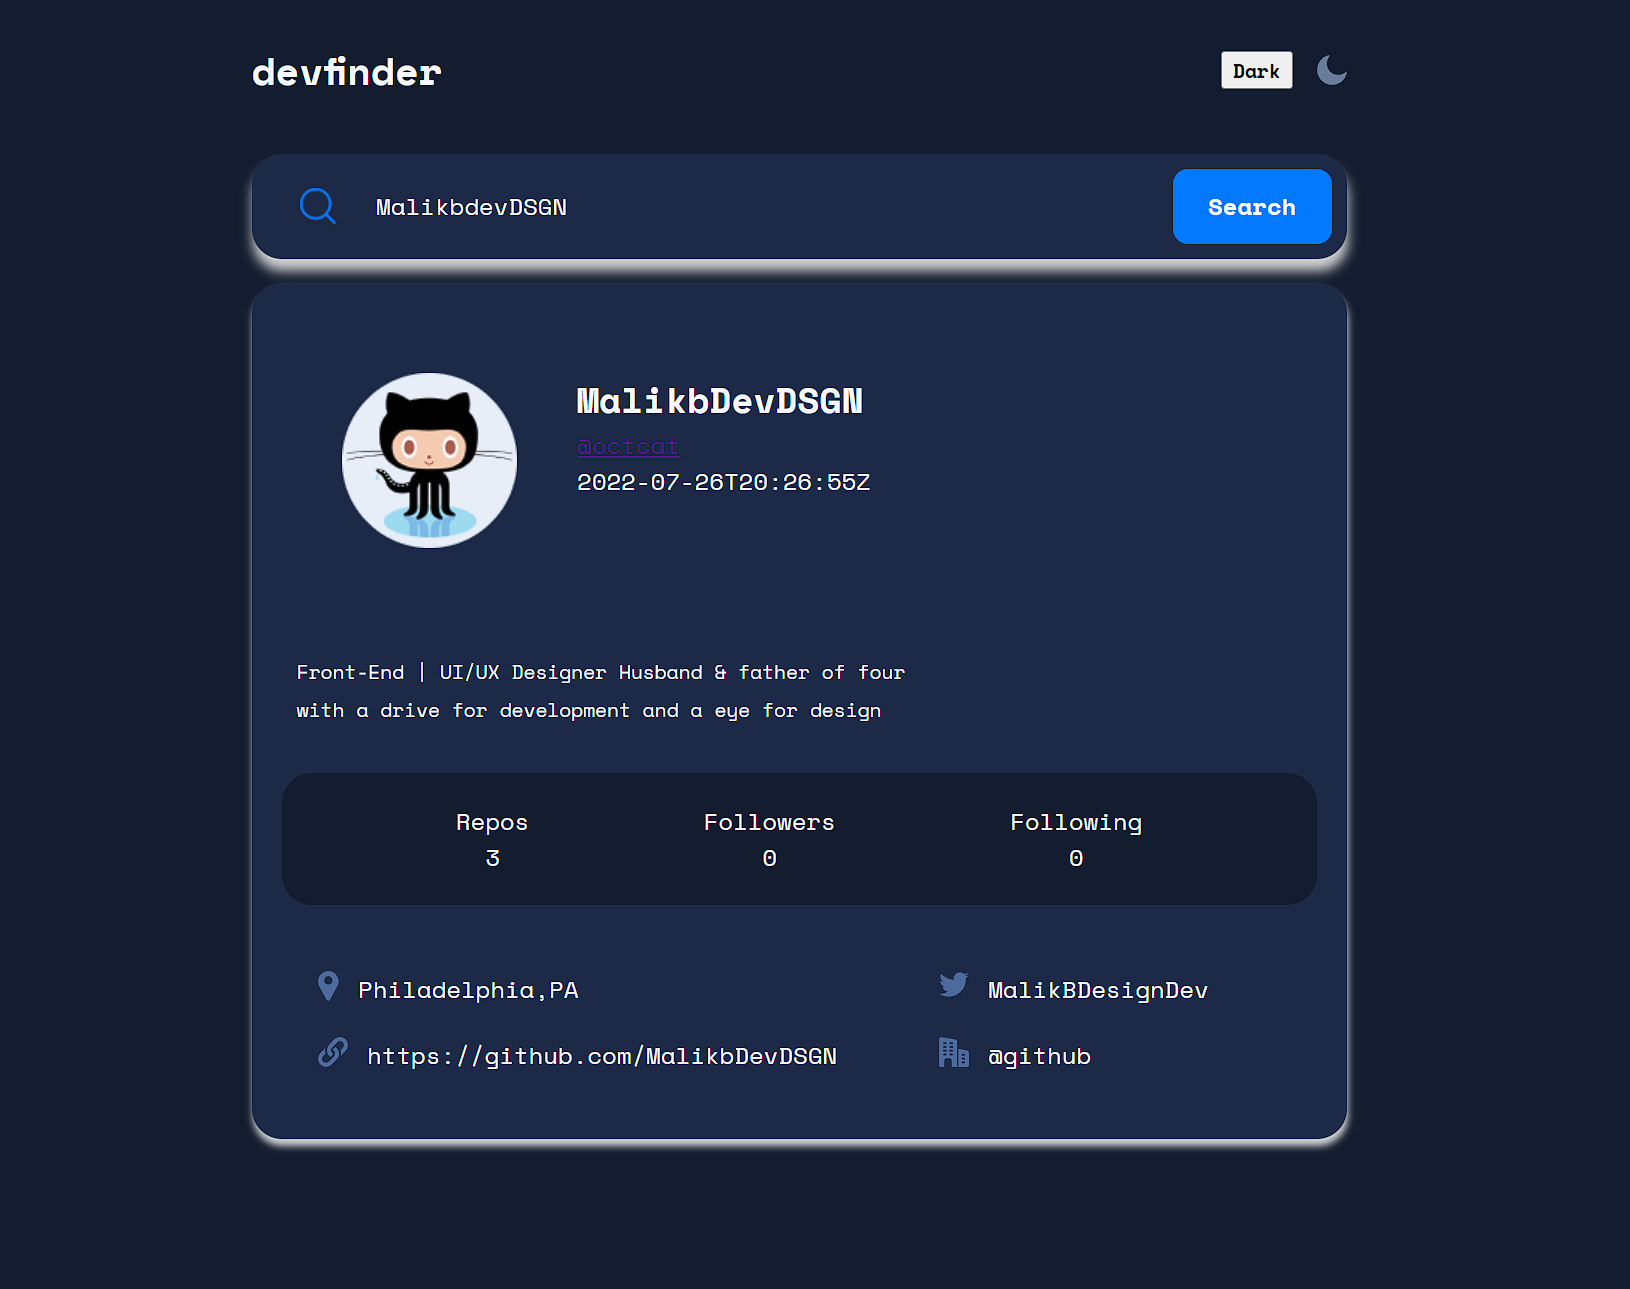 devfinder
Dark
MalikbdevDSGN
Search
MalikbDevDSGN
@octcat
2022-07-26T20:26:55Z
Front-End | UI/UX Designer Husband & father of four
with a drive for development and a eye for design
Repos
3
Followers
0
Following
0
Philadelphia,PA
MalikBDesignDev
https://github.com/MalikbDevDSGN
@github